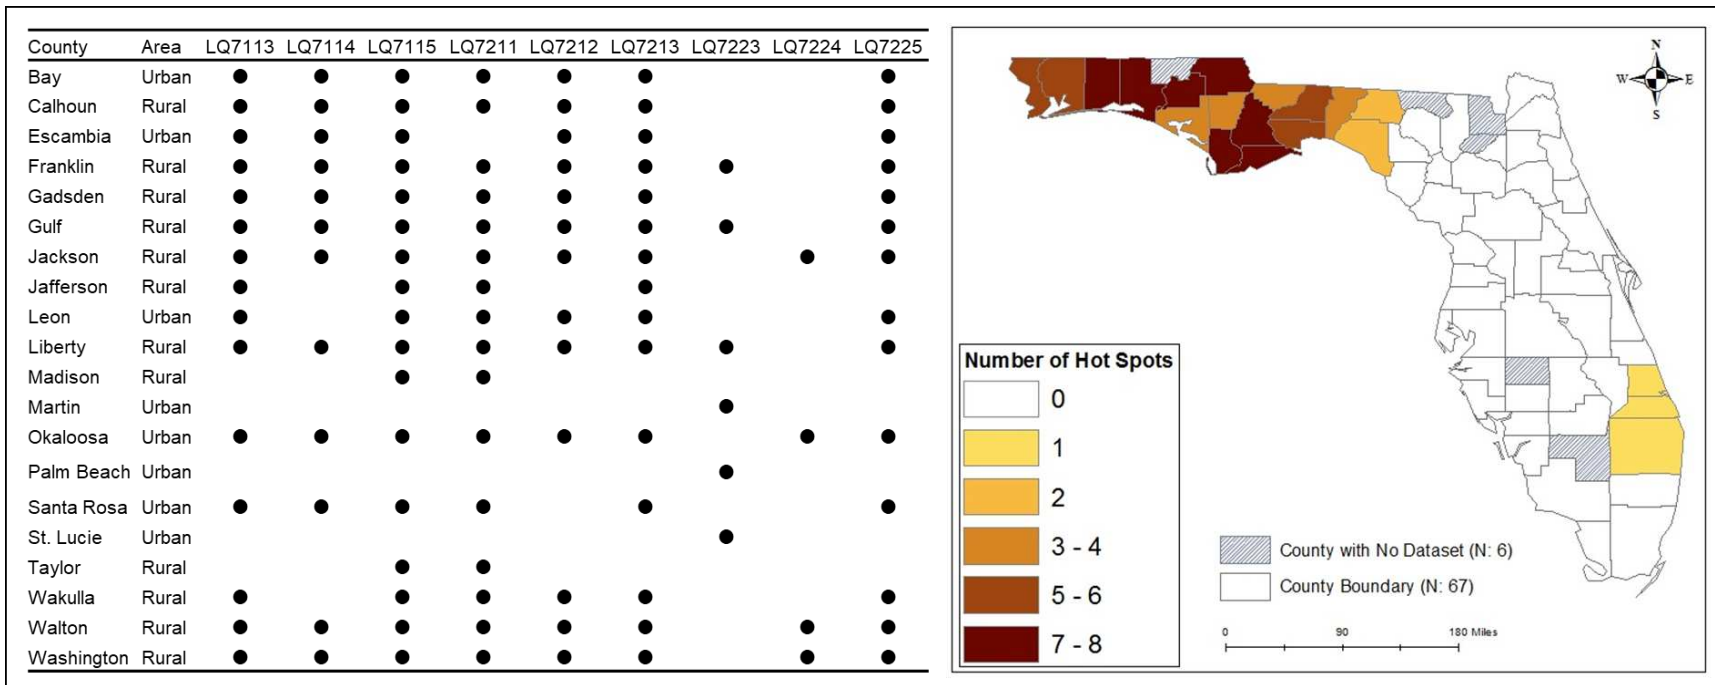 County Area LQ7113 LQ7114 LQ7115 LQ7211 LQ7212 LQ7213 LQ7223 LQ7224 LQ7225
Bay Urban ● ● ● ● ● ● ●
Calhoun Rural ● ● ● ● ● ● ●
Escambia Urban ● ● ● ● ● ●
Franklin Rural ● ● ● ● ● ● ● ●
Gadsden Rural ● ● ● ● ● ● ●
Gulf Rural ● ● ● ● ● ● ● ●
Jackson Rural ● ● ● ● ● ● ● ●
Jafferson Rural ● ● ● ●
Leon Urban ● ● ● ● ● ●
Liberty Rural ● ● ● ● ● ● ● ●
Madison Rural ● ●
Martin Urban ●
Okaloosa Urban ● ● ● ● ● ● ● ●
Palm Beach Urban ●
Santa Rosa Urban ● ● ● ● ● ●
St. Lucie Urban ●
Taylor Rural ● ●
Wakulla Rural ● ● ● ● ● ●
Walton Rural ● ● ● ● ● ● ● ●
Washington Rural ● ● ● ● ● ● ● ●
N
W E
S
Number of Hot Spots
0
1
2
3 - 4
5 - 6
7 - 8
County with No Dataset (N: 6)
County Boundary (N: 67)
0 90 180 Miles